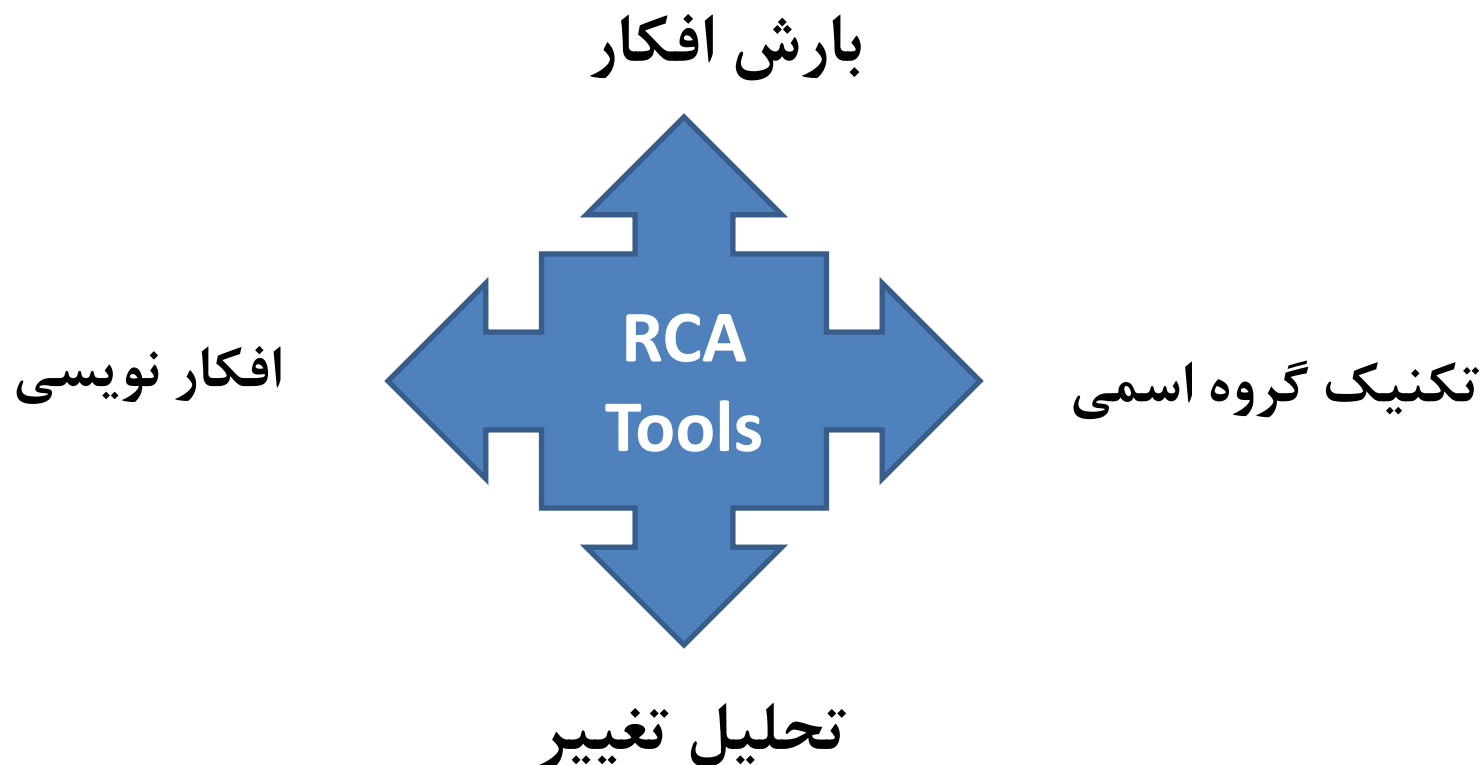 بارش افکار
RCA
Tools
تکنیک گروه اسمی
افکار نویسی
تحلیل تغییر